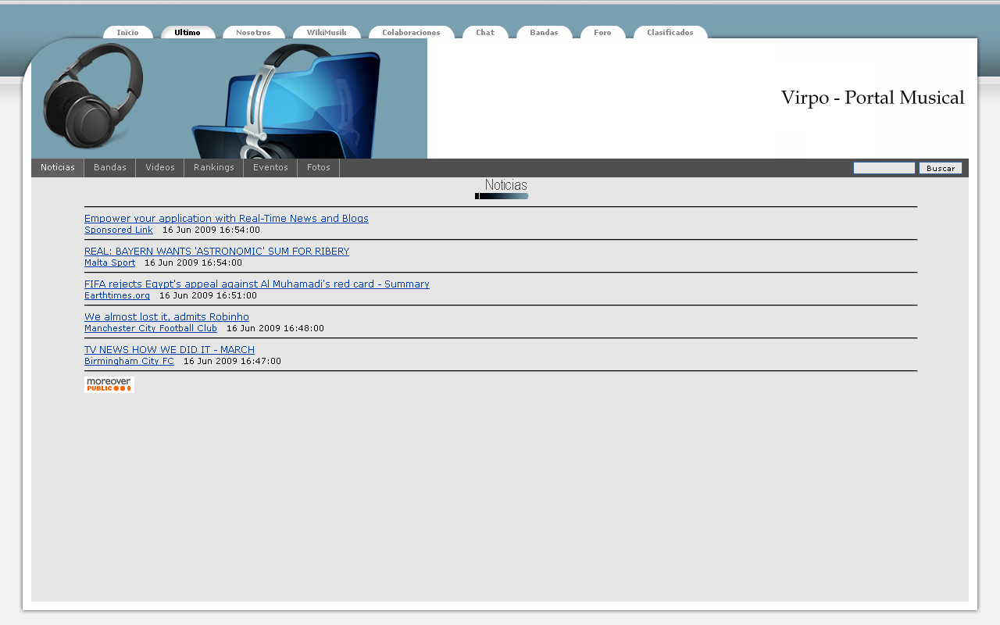 Inicio Ultimo Nosotros WikiMusik Colaboraciones Chat Bandas Foro Clasificados
Virpo - Portal Musical
Noticias Bandas Videos Rankings Eventos Fotos Buscar
Noticias
Empower your application with Real-Time News and Blogs
Sponsored Link 16 Jun 2009 16:54:00
REAL: BAYERN WANTS 'ASTRONOMIC' SUM FOR RIBERY
Malta Sport 16 Jun 2009 16:54:00
FIFA rejects Egypt's appeal against Al Muhamadi's red card - Summary
Earthtimes.org 16 Jun 2009 16:51:00
We almost lost it, admits Robinho
Manchester City Football Club 16 Jun 2009 16:48:00
TV NEWS HOW WE DID IT - MARCH
Birmingham City FC 16 Jun 2009 16:47:00
moreover
PUBLIC